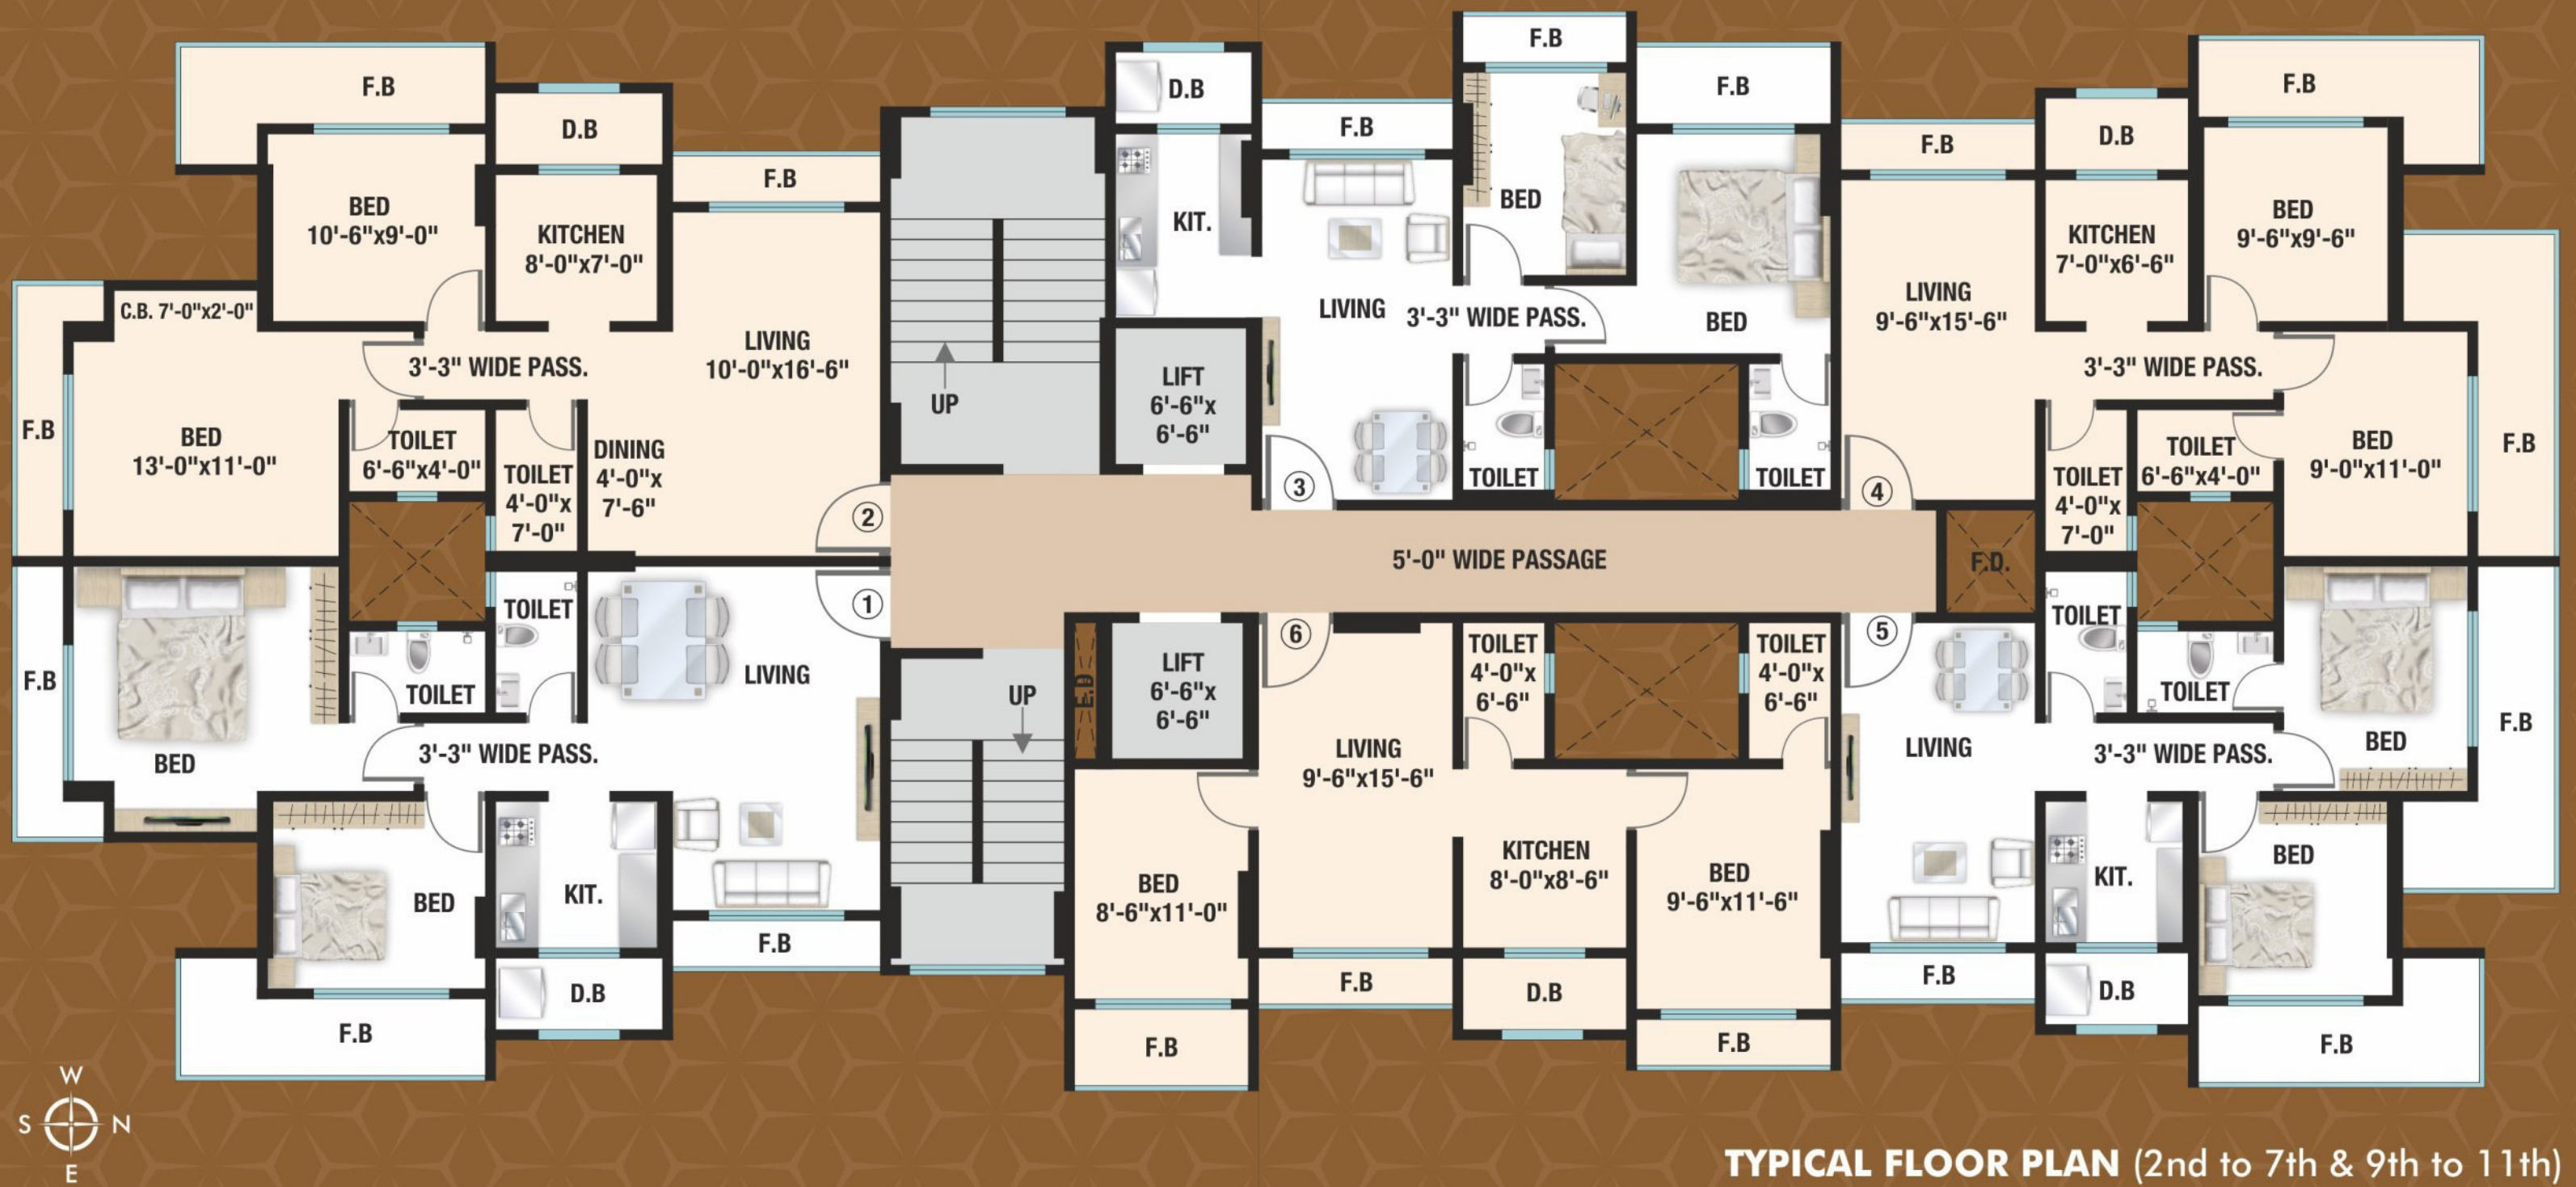 F.B
D.B
F.B
BED
10'-6"x9'-0"
KITCHEN
8'-0"x7'-0"
C.B. 7'-0"x2'-0"
LIVING
10'-0"x16'-6"
3'-3" WIDE PASS.
F.B
BED
13'-0"x11'-0"
TOILET
6'-6"x4'-0"
TOILET
4'-0"x
7'-0"
DINING
4'-0"x
7'-6"
2
UP
LIFT
6'-6"x
6'-6"
D.B
KIT.
F.B
F.B
F.B
BED
LIVING
3'-3" WIDE PASS.
BED
TOILET
TOILET
3
F.B
D.B
F.B
LIVING
9'-6"x15'-6"
KITCHEN
7'-0"x6'-6"
BED
9'-6"x9'-6"
3'-3" WIDE PASS.
TOILET
4'-0"x
7'-0"
TOILET
6'-6"x4'-0"
BED
9'-0"x11'-0"
F.B
4
5'-0" WIDE PASSAGE
F.D.
1
TOILET
TOILET
LIVING
F.B
BED
3'-3" WIDE PASS.
BED
KIT.
F.B
D.B
F.B
UP
E.D
LIFT
6'-6"x
6'-6"
6
LIVING
9'-6"x15'-6"
TOILET
4'-0"x
6'-6"
TOILET
4'-0"x
6'-6"
BED
8'-6"x11'-0"
KITCHEN
8'-0"x8'-6"
BED
9'-6"x11'-6"
F.B
F.B
D.B
F.B
5
TOILET
TOILET
LIVING
3'-3" WIDE PASS.
BED
F.B
KIT.
BED
F.B
D.B
F.B
W
S N
E
TYPICAL FLOOR PLAN (2nd to 7th & 9th to 11th)